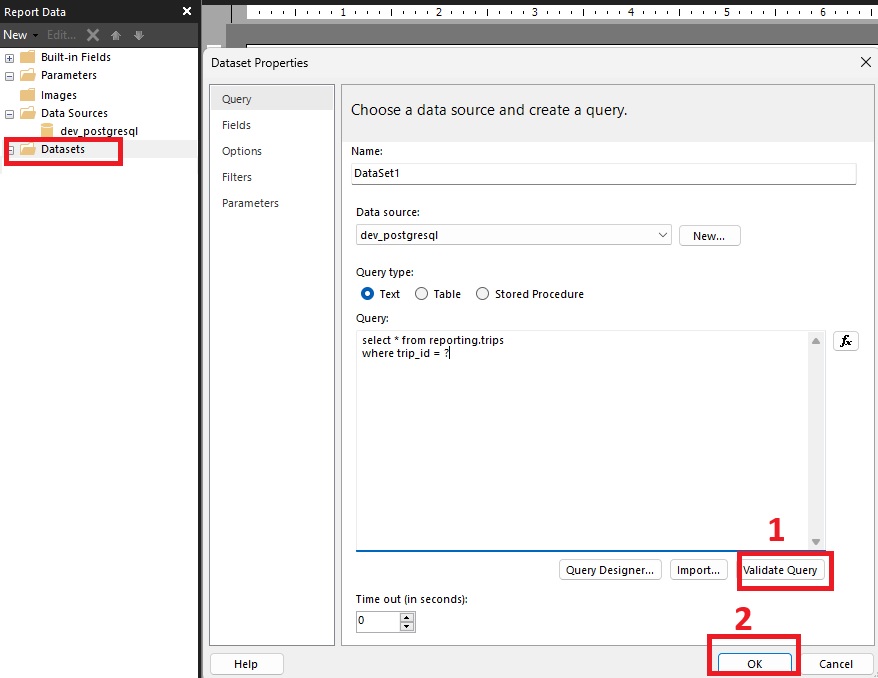 Report Data
New
Edit...
Built-in Fields
Parameters
Images
Data Sources
dev_postgresql
Datasets
1 2 3 4 5 6
Dataset Properties
Query
Fields
Options
Filters
Parameters
Choose a data source and create a query.
Name:
DataSet1
Data source:
dev_postgresql
New...
Query type:
Text
Table
Stored Procedure
Query:
select * from reporting.trips
where trip_id = ?
fx
1
Query Designer...
Import...
Validate Query
Time out (in seconds):
0
2
Help
OK
Cancel